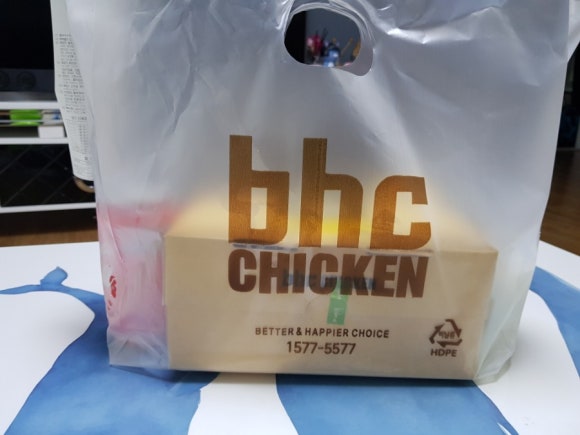 bhc
CHICKEN
BETTER & HAPPIER CHOICE
1577-5577
HDPE